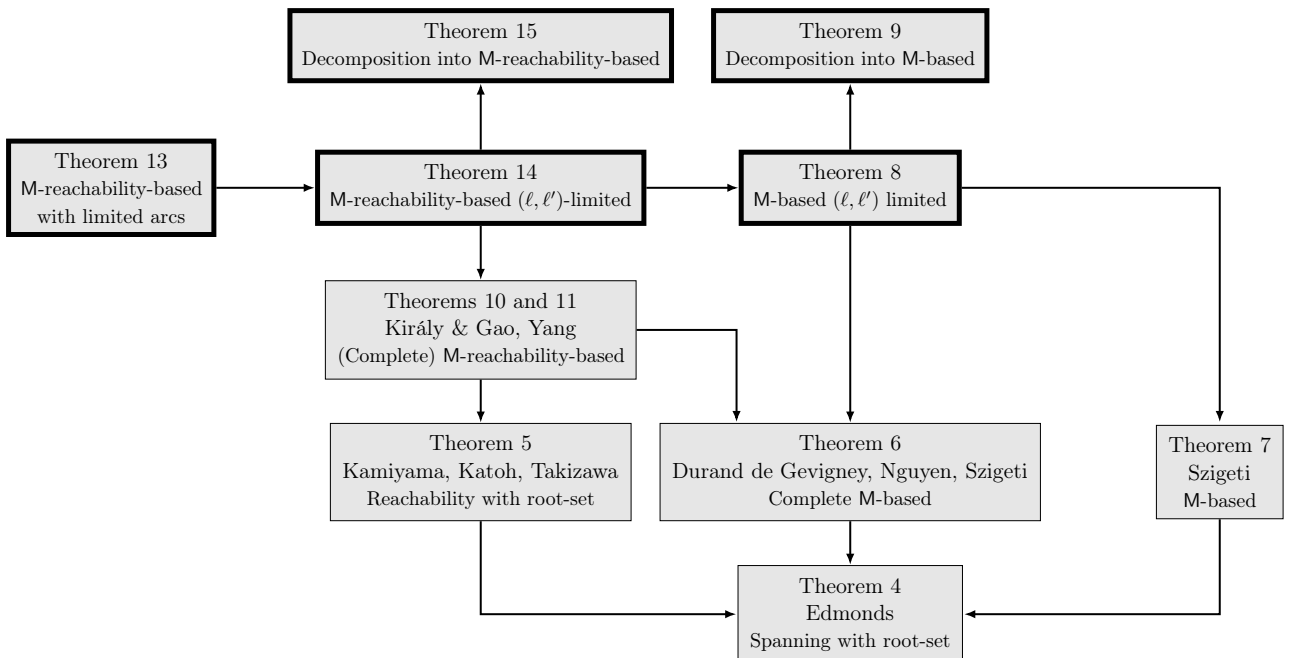 Theorem 15
Decomposition into M-reachability-based
Theorem 9
Decomposition into M-based
Theorem 13
M-reachability-based
with limited arcs
Theorem 14
M-reachability-based (ℓ, ℓ′)-limited
Theorem 8
M-based (ℓ, ℓ′) limited
Theorems 10 and 11
Király & Gao, Yang
(Complete) M-reachability-based
Theorem 5
Kamiyama, Katoh, Takizawa
Reachability with root-set
Theorem 6
Durand de Gevigney, Nguyen, Szigeti
Complete M-based
Theorem 7
Szigeti
M-based
Theorem 4
Edmonds
Spanning with root-set